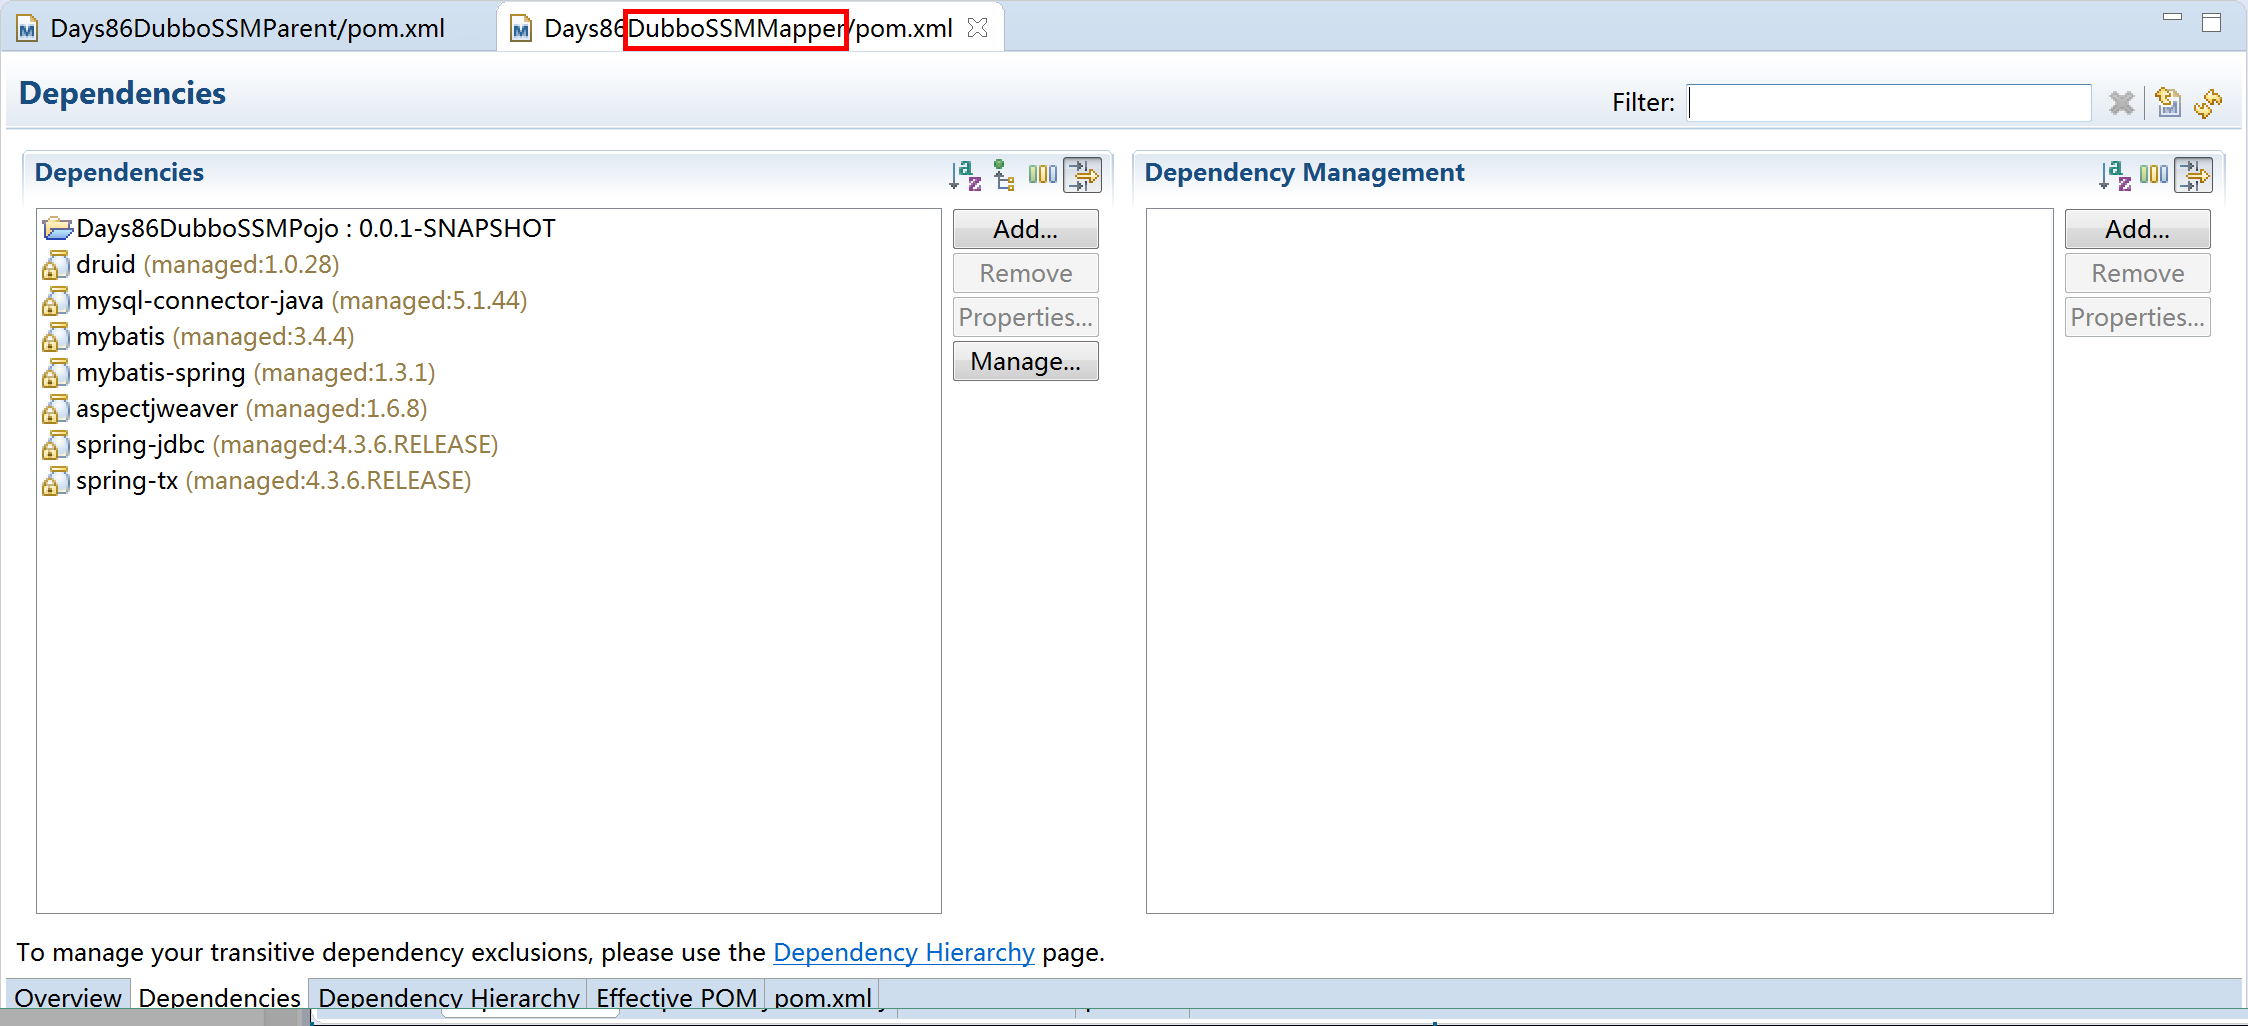 Days86DubboSSMParent/pom.xml
Days86DubboSSMMapper/pom.xml
Dependencies
Filter:
Dependencies
Days86DubboSSMPojo : 0.0.1-SNAPSHOT
druid (managed:1.0.28)
mysql-connector-java (managed:5.1.44)
mybatis (managed:3.4.4)
mybatis-spring (managed:1.3.1)
aspectjweaver (managed:1.6.8)
spring-jdbc (managed:4.3.6.RELEASE)
spring-tx (managed:4.3.6.RELEASE)
Add...
Remove
Properties...
Manage...
Dependency Management
Add...
Remove
Properties...
To manage your transitive dependency exclusions, please use the Dependency Hierarchy page.
Overview Dependencies Dependency Hierarchy Effective POM pom.xml